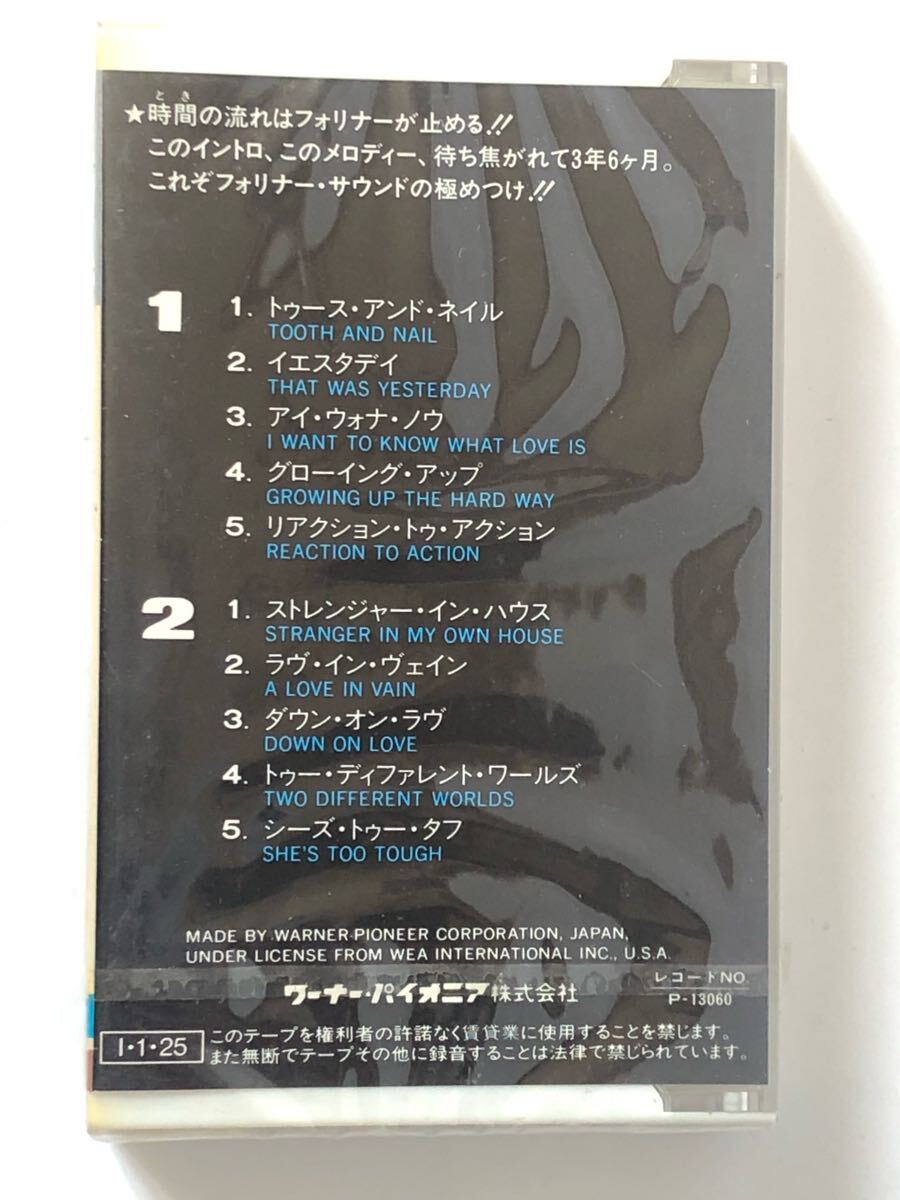 とき
★時間の流れはフォリナーが止める!!
このイントロ、このメロディー、待ち焦がれて3年6ヶ月。
これぞフォリナー・サウンドの極めつけ!!
1
1. トゥース・アンド・ネイル
TOOTH AND NAIL
2. イエスタデイ
THAT WAS YESTERDAY
3. アイ・ウォナ・ノウ
I WANT TO KNOW WHAT LOVE IS
4. グローイング・アップ
GROWING UP THE HARD WAY
5. リアクション・トゥ・アクション
REACTION TO ACTION
2
1. ストレンジャー・イン・ハウス
STRANGER IN MY OWN HOUSE
2. ラヴ・イン・ヴェイン
A LOVE IN VAIN
3. ダウン・オン・ラヴ
DOWN ON LOVE
4. トゥー・ディファレント・ワールズ
TWO DIFFERENT WORLDS
5. シーズ・トゥー・タフ
SHE'S TOO TOUGH
MADE BY WARNER-PIONEER CORPORATION, JAPAN,
UNDER LICENSE FROM WEA INTERNATIONAL INC., U.S.A.
ワーナー・パイオニア株式会社
レコードNO.
P-13060
I・1・25
このテープを権利者の許諾なく賃貸業に使用することを禁じます。
また無断でテープその他に録音することは法律で禁じられています。